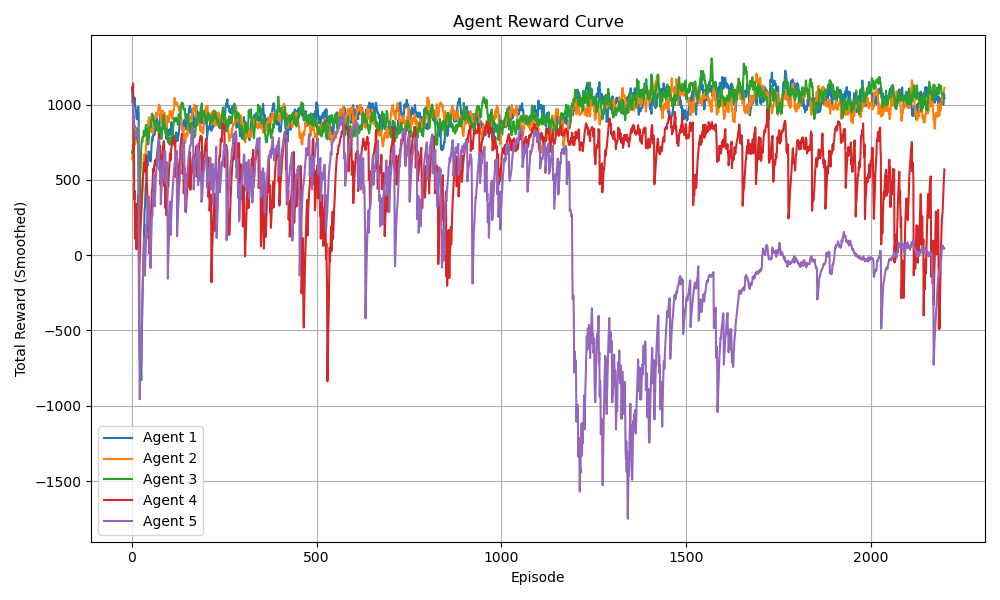 Agent Reward Curve
Total Reward (Smoothed)
1000
500
0
−500
−1000
−1500
Agent 1
Agent 2
Agent 3
Agent 4
Agent 5
0
500
1000
1500
2000
Episode